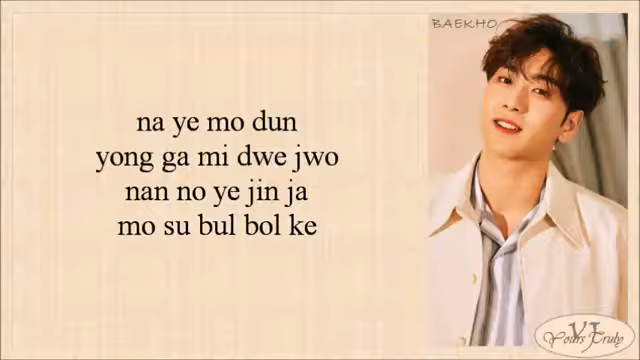 BAEKHO
na ye mo dun
yong ga mi dwe jwo
nan no ye jin ja
mo su bul bol ke
YJ
Yours Truly